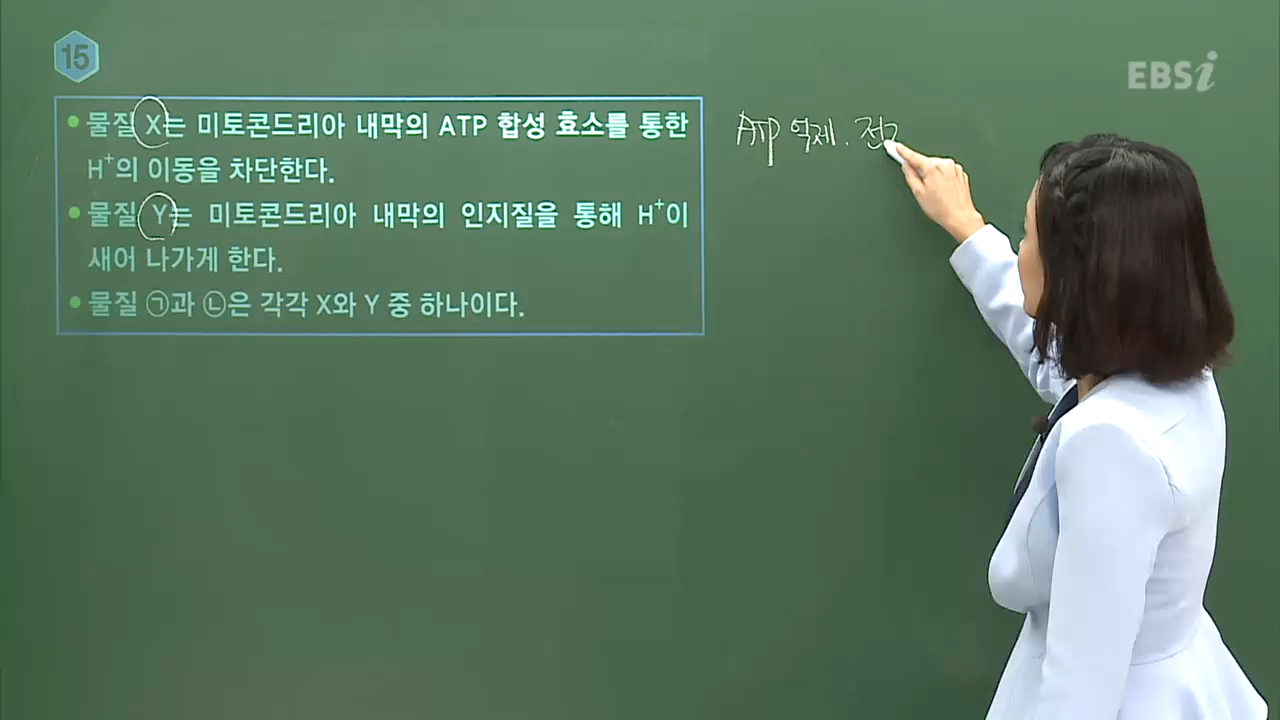 15
EBSi
• 물질 X는 미토콘드리아 내막의 ATP 합성 효소를 통한
H⁺의 이동을 차단한다.
• 물질 Y는 미토콘드리아 내막의 인지질을 통해 H⁺이
새어 나가게 한다.
• 물질 ㉠과 ㉡은 각각 X와 Y 중 하나이다.
ATP 억제. 전